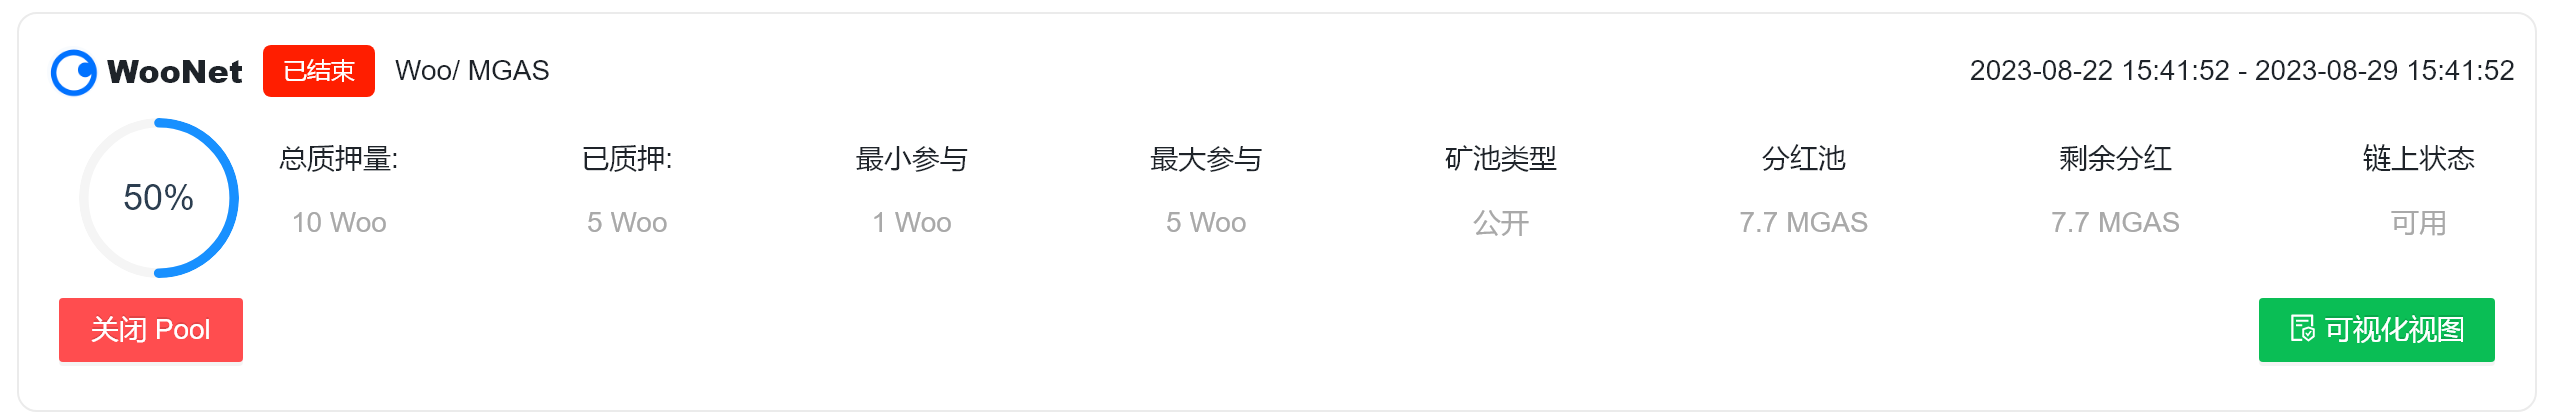 WooNet 已结束 Woo/ MGAS 2023-08-22 15:41:52 - 2023-08-29 15:41:52
50%
总质押量: 已质押: 最小参与 最大参与 矿池类型 分红池 剩余分红 链上状态
10 Woo 5 Woo 1 Woo 5 Woo 公开 7.7 MGAS 7.7 MGAS 可用
关闭 Pool 可视化视图